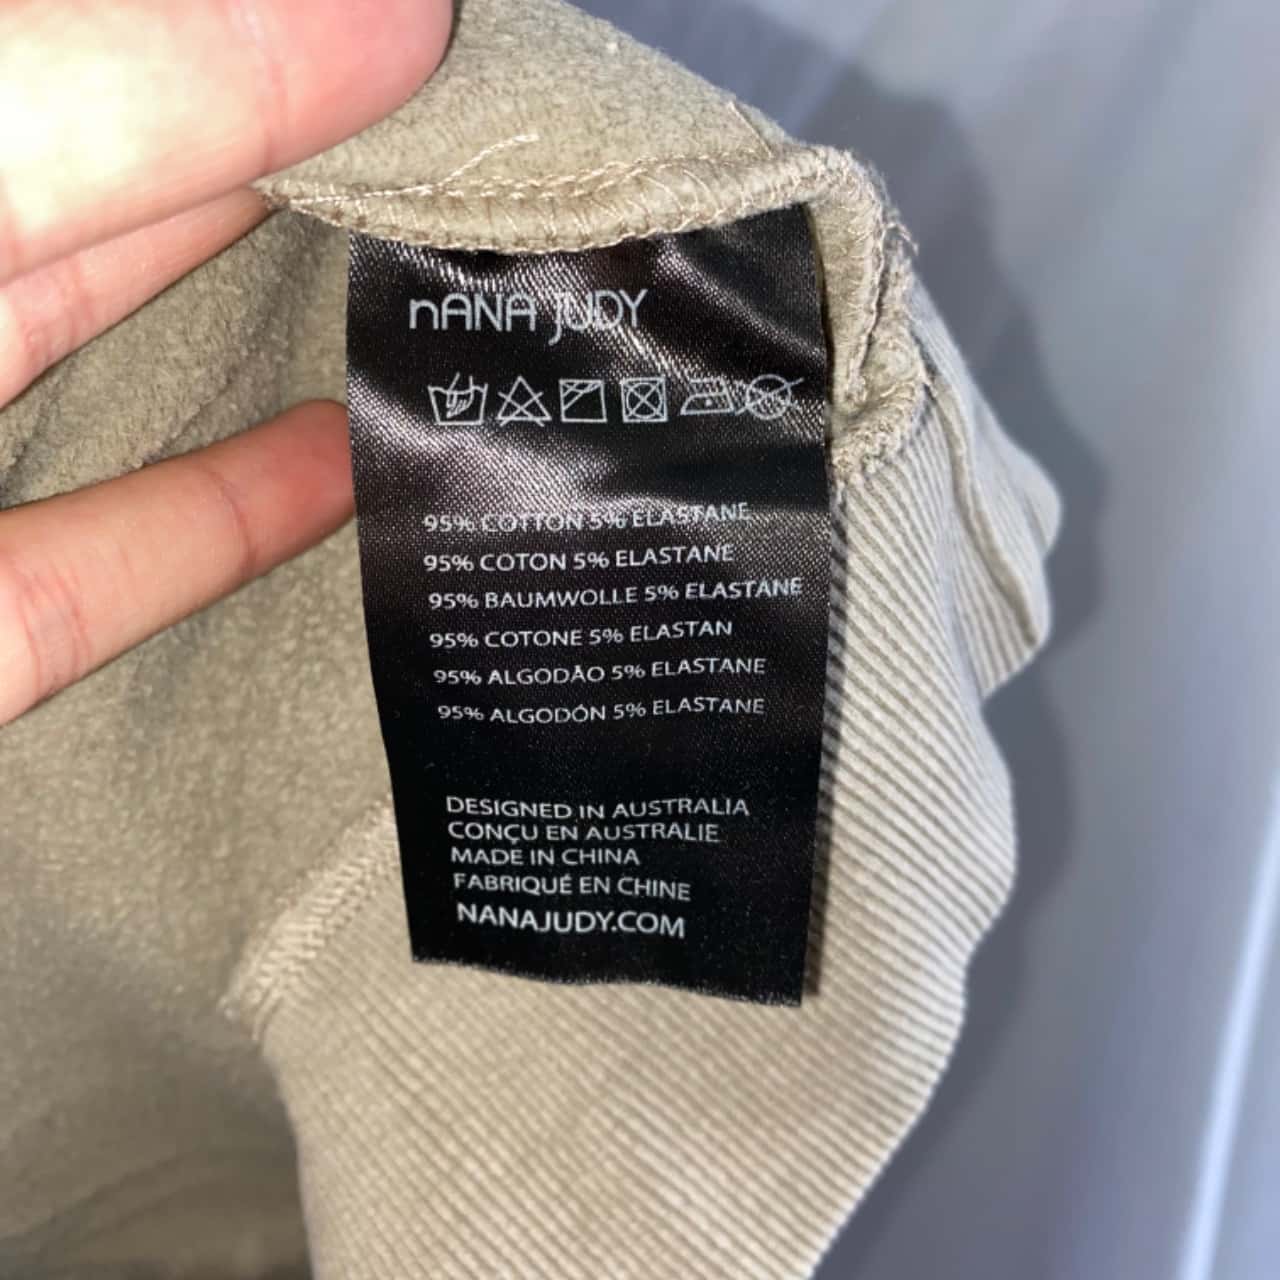 nANA JUDY
95% COTTON 5% ELASTANE
95% COTON 5% ELASTANE
95% BAUMWOLLE 5% ELASTANE
95% COTONE 5% ELASTAN
95% ALGODÃO 5% ELASTANE
95% ALGODÓN 5% ELASTANE
DESIGNED IN AUSTRALIA
CONÇU EN AUSTRALIE
MADE IN CHINA
FABRIQUÉ EN CHINE
NANAJUDY.COM